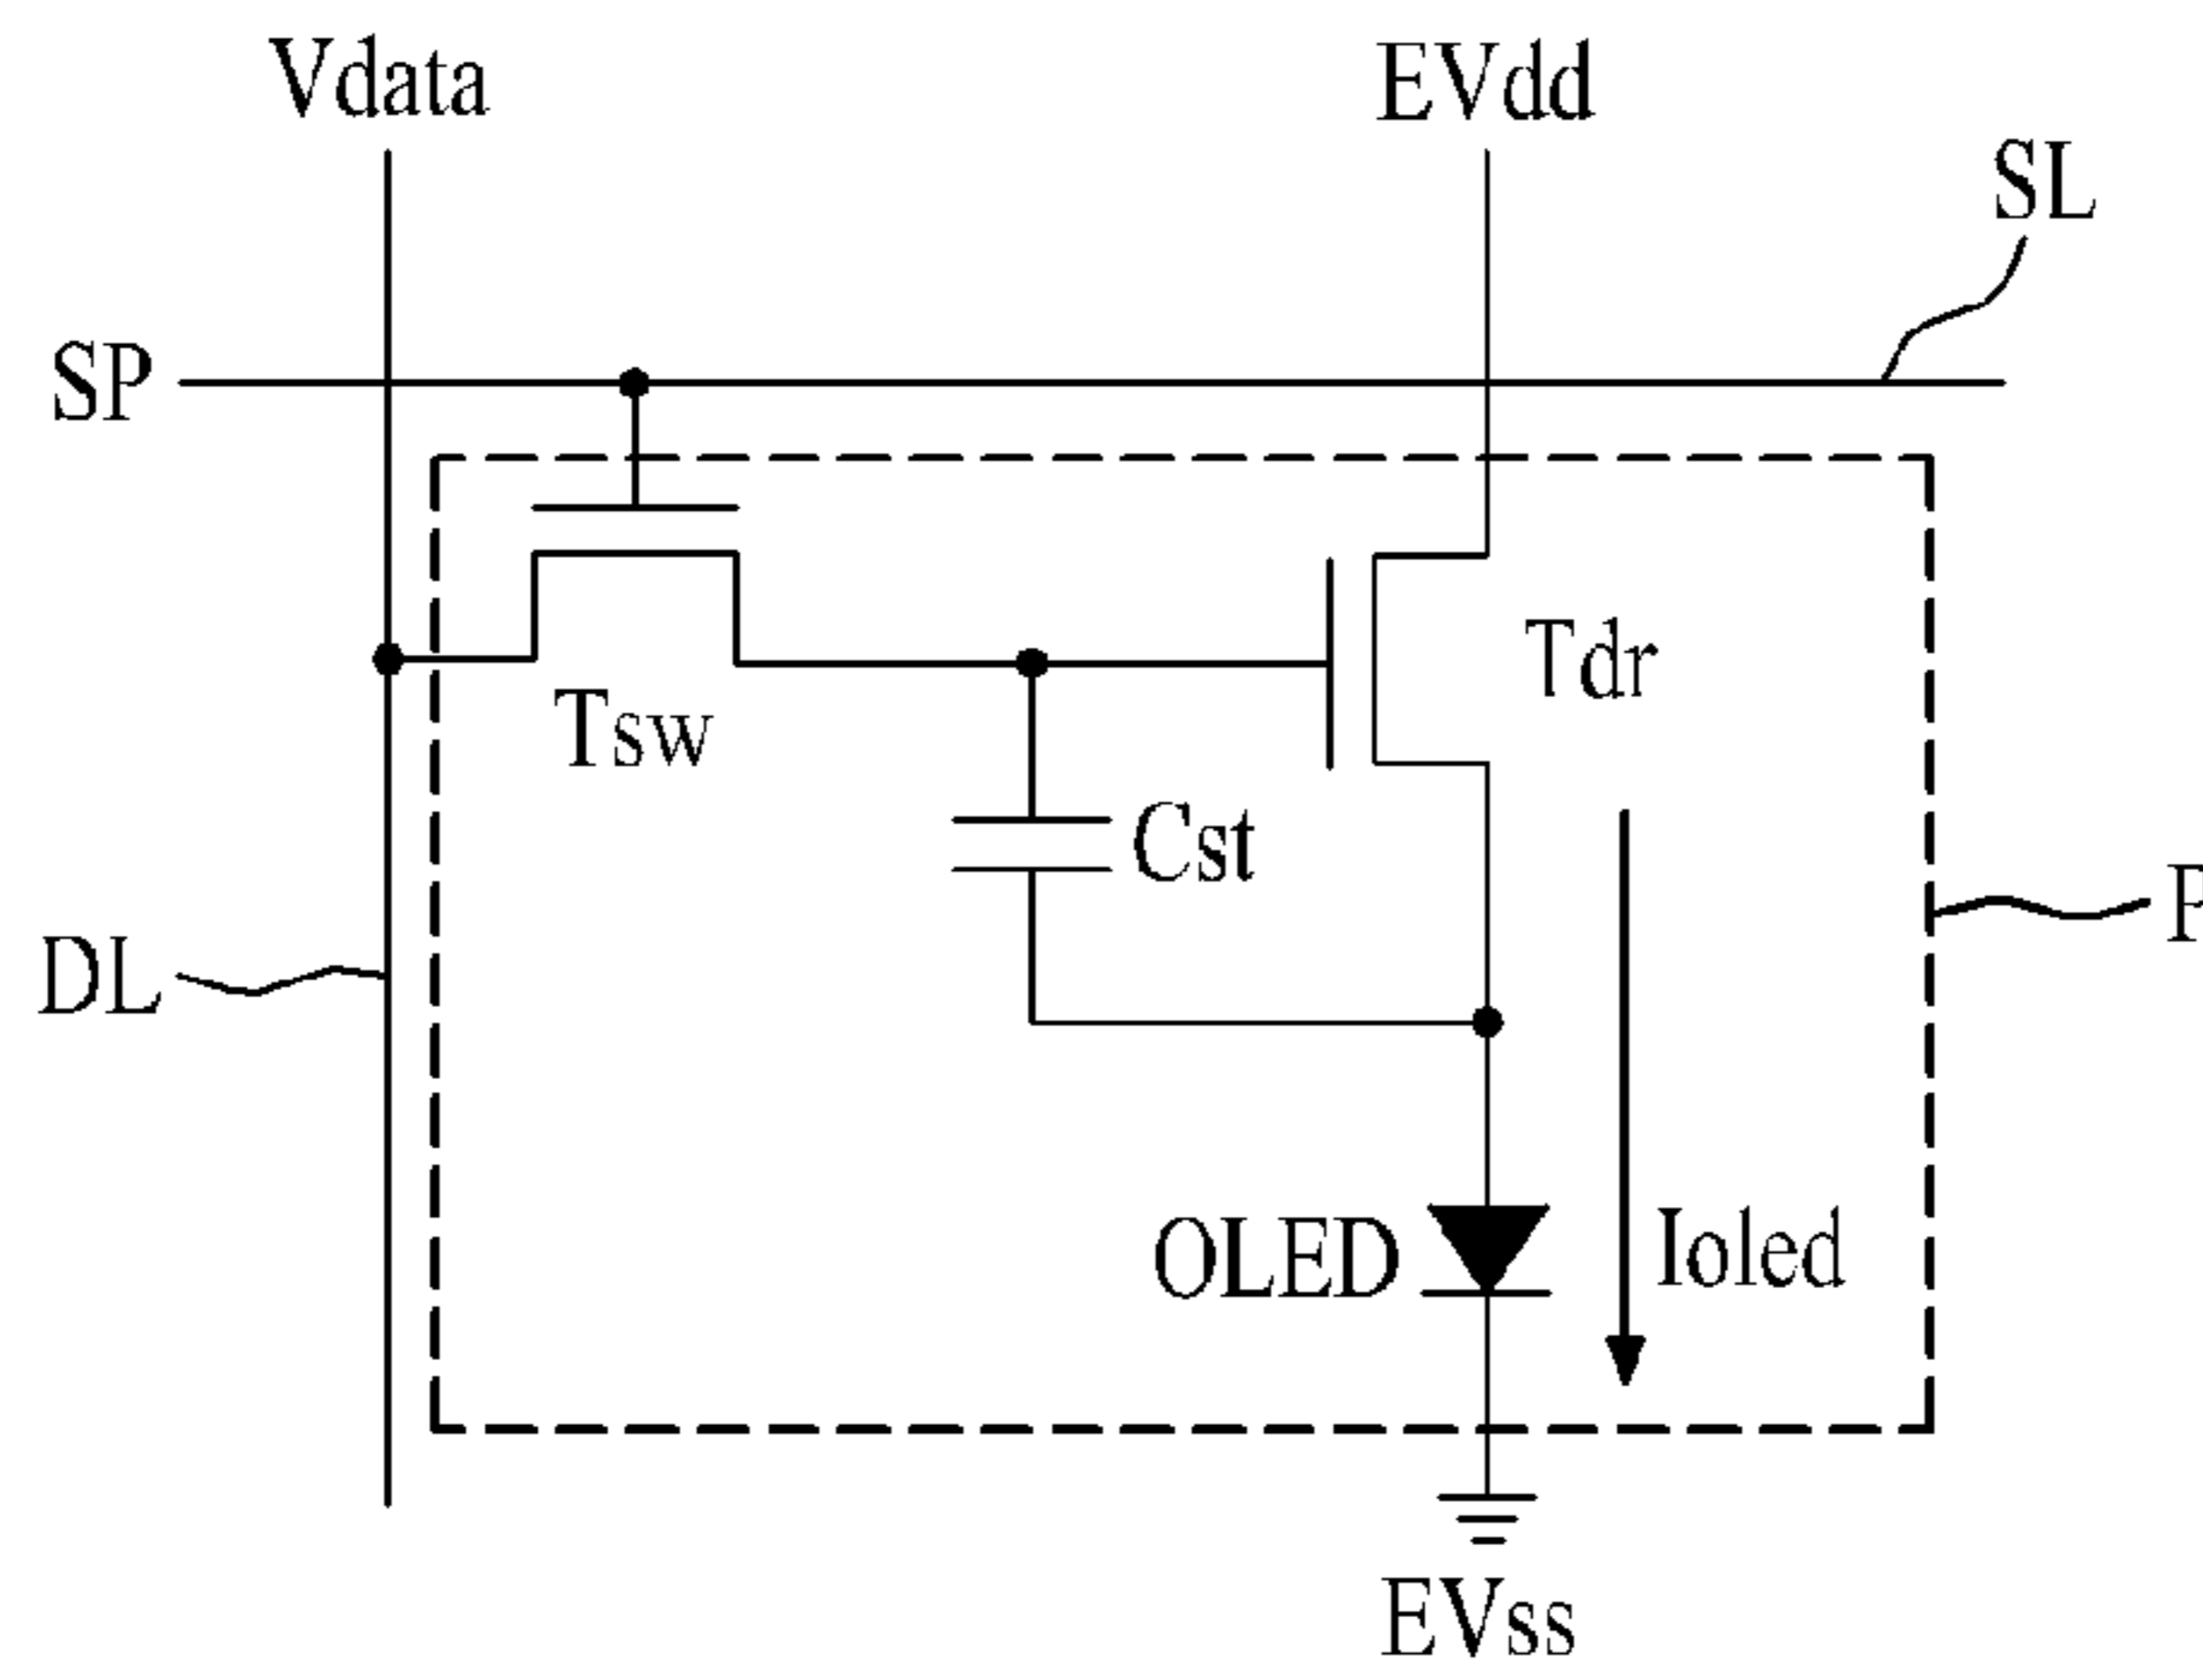 Vdata
EVdd
SL
SP
Tdr
Tsw
Cst
P
DL
OLED
Ioled
EVss